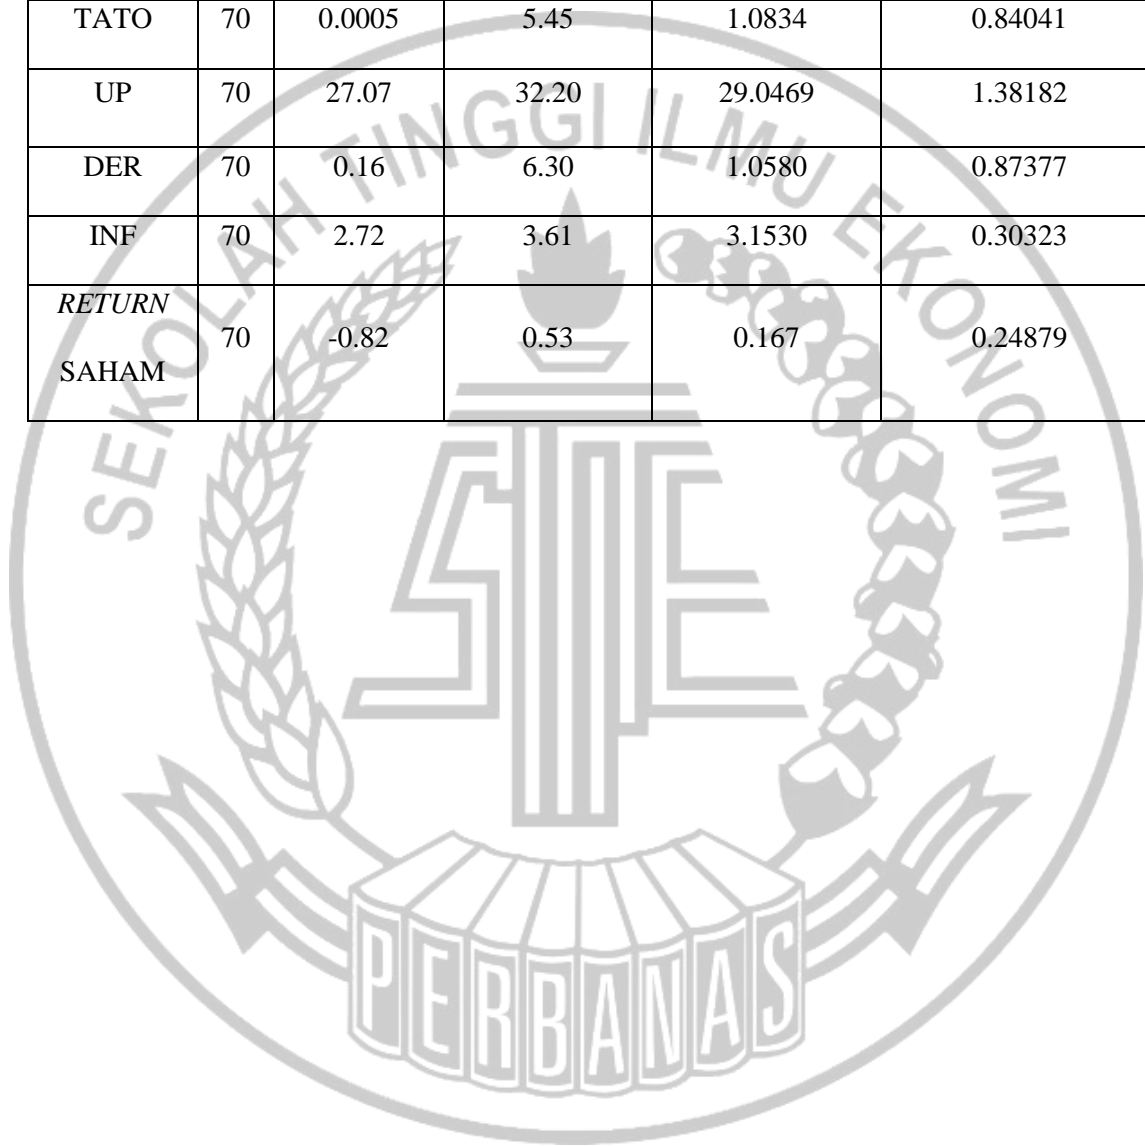 TATO 70 0.0005 5.45 1.0834 0.84041
UP 70 27.07 32.20 29.0469 1.38182
DER 70 0.16 6.30 1.0580 0.87377
INF 70 2.72 3.61 3.1530 0.30323
RETURN
SAHAM 70 -0.82 0.53 0.167 0.24879
SEKOLAH TINGGI ILMU EKONOMI
STIE
PERBANAS